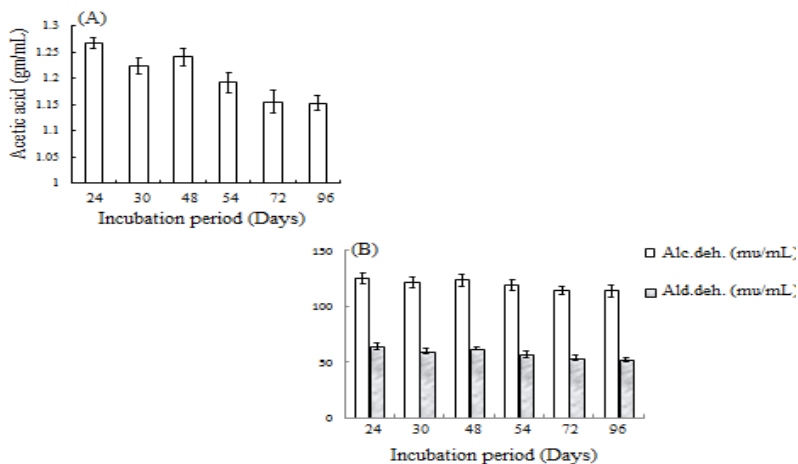 (A)
Acetic acid (gm/mL)
1.3
1.25
1.2
1.15
1.1
1.05
1
24 30 48 54 72 96
Incubation period (Days)
(B)
150
100
50
0
24 30 48 54 72 96
Incubation period (Days)
Alc.deh. (mu/mL)
Ald.deh. (mu/mL)